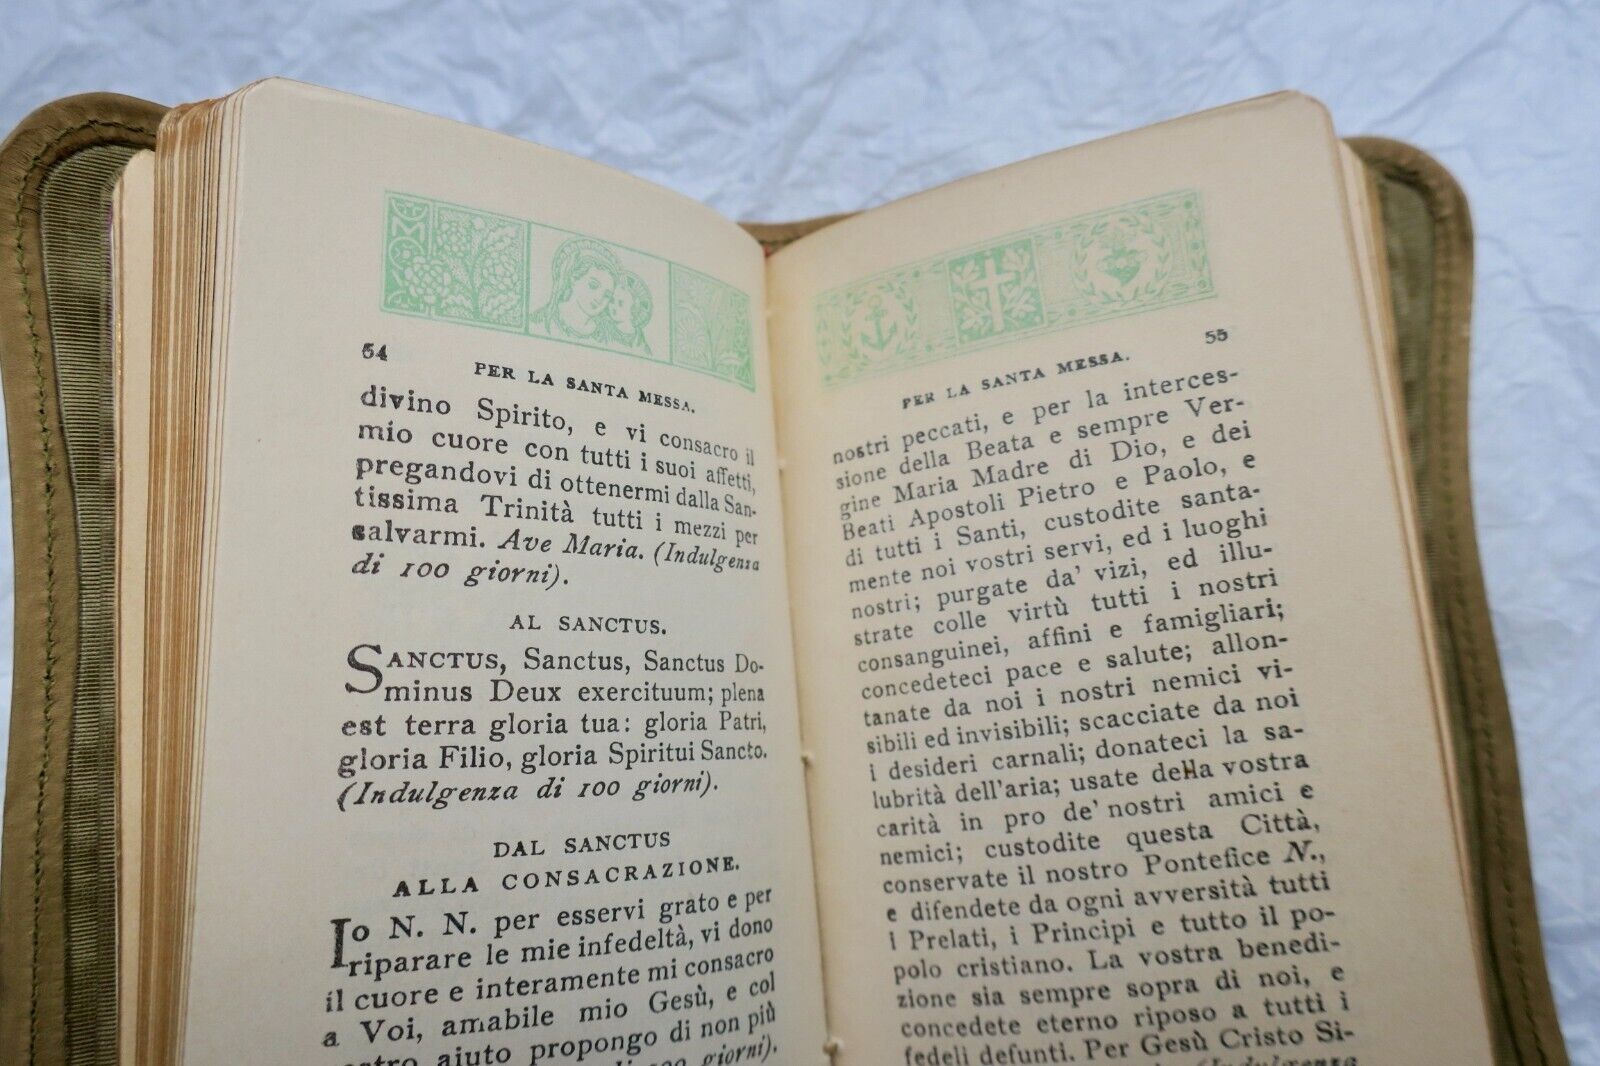 54
PER LA SANTA MESSA.
divino Spirito, e vi consacro il
mio cuore con tutti i suoi affetti,
pregandovi di ottenermi dalla San-
tissima Trinità tutti i mezzi per
salvarmi. Ave Maria. (Indulgenza
di 100 giorni).
AL SANCTUS.
SANCTUS, Sanctus, Sanctus Do-
minus Deux exercituum; plena
est terra gloria tua: gloria Patri,
gloria Filio, gloria Spiritui Sancto.
(Indulgenza di 100 giorni).
DAL SANCTUS
ALLA CONSACRAZIONE.
Io N. N. per esservi grato e per
riparare le mie infedeltà, vi dono
il cuore e interamente mi consacro
a Voi, amabile mio Gesù, e col
ajuto propongo di non più
di 100 giorni).
55
PER LA SANTA MESSA.
nostri peccati, e per la interces-
sione della Beata e sempre Ver-
gine Maria Madre di Dio, e dei
Beati Apostoli Pietro e Paolo, e
di tutti i Santi, custodite santa-
mente noi vostri servi, ed i luoghi
nostri; purgate da' vizi, ed illu-
strate colle virtù tutti i nostri
consanguinei, affini e famigliari;
concedeteci pace e salute; allon-
tanate da noi i nostri nemici vi-
sibili ed invisibili; scacciate da noi
i desideri carnali; donateci la sa-
lubrità dell'aria; usate della vostra
carità in pro de' nostri amici e
nemici; custodite questa Città,
conservate il nostro Pontefice N.,
e difendete da ogni avversità tutti
i Prelati, i Principi e tutto il po-
polo cristiano. La vostra benedi-
zione sia sempre sopra di noi, e
concedete eterno riposo a tutti i
fedeli defunti. Per Gesù Cristo Si-
(Indulgenza